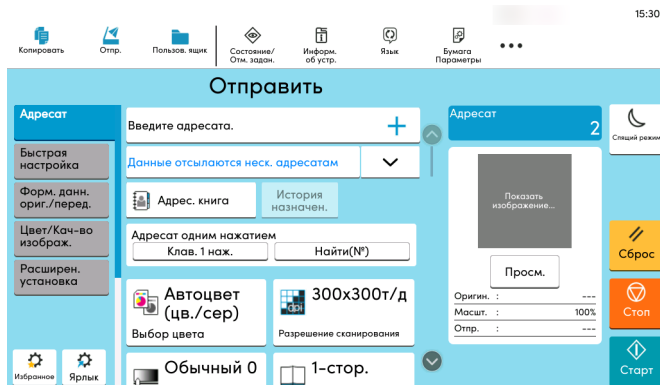 15:30
Копировать
Отпр.
Пользов. ящик
Состояние/
Отм. задан.
Информ.
об устр.
Язык
Бумага
Параметры
Отправить
Адресат
Быстрая
настройка
Форм. данн.
ориг./перед.
Цвет/Кач-во
изображ.
Расширен.
установка
Избранное
Ярлык
Введите адресата.
Данные отсылаются неск. адресатам
Адрес. книга
История
назначен.
Адресат одним нажатием
Клав. 1 наж.
Найти(№)
Автоцвет
(цв./сер)
Выбор цвета
300x300т/д
dpi
Разрешение сканирования
Обычный 0
1-стор.
Адресат
2
Показать
изображение...
Просм.
Оригин. : ---
Масшт. : 100%
Отпр. : ---
Спящий режим
Сброс
Стоп
Старт